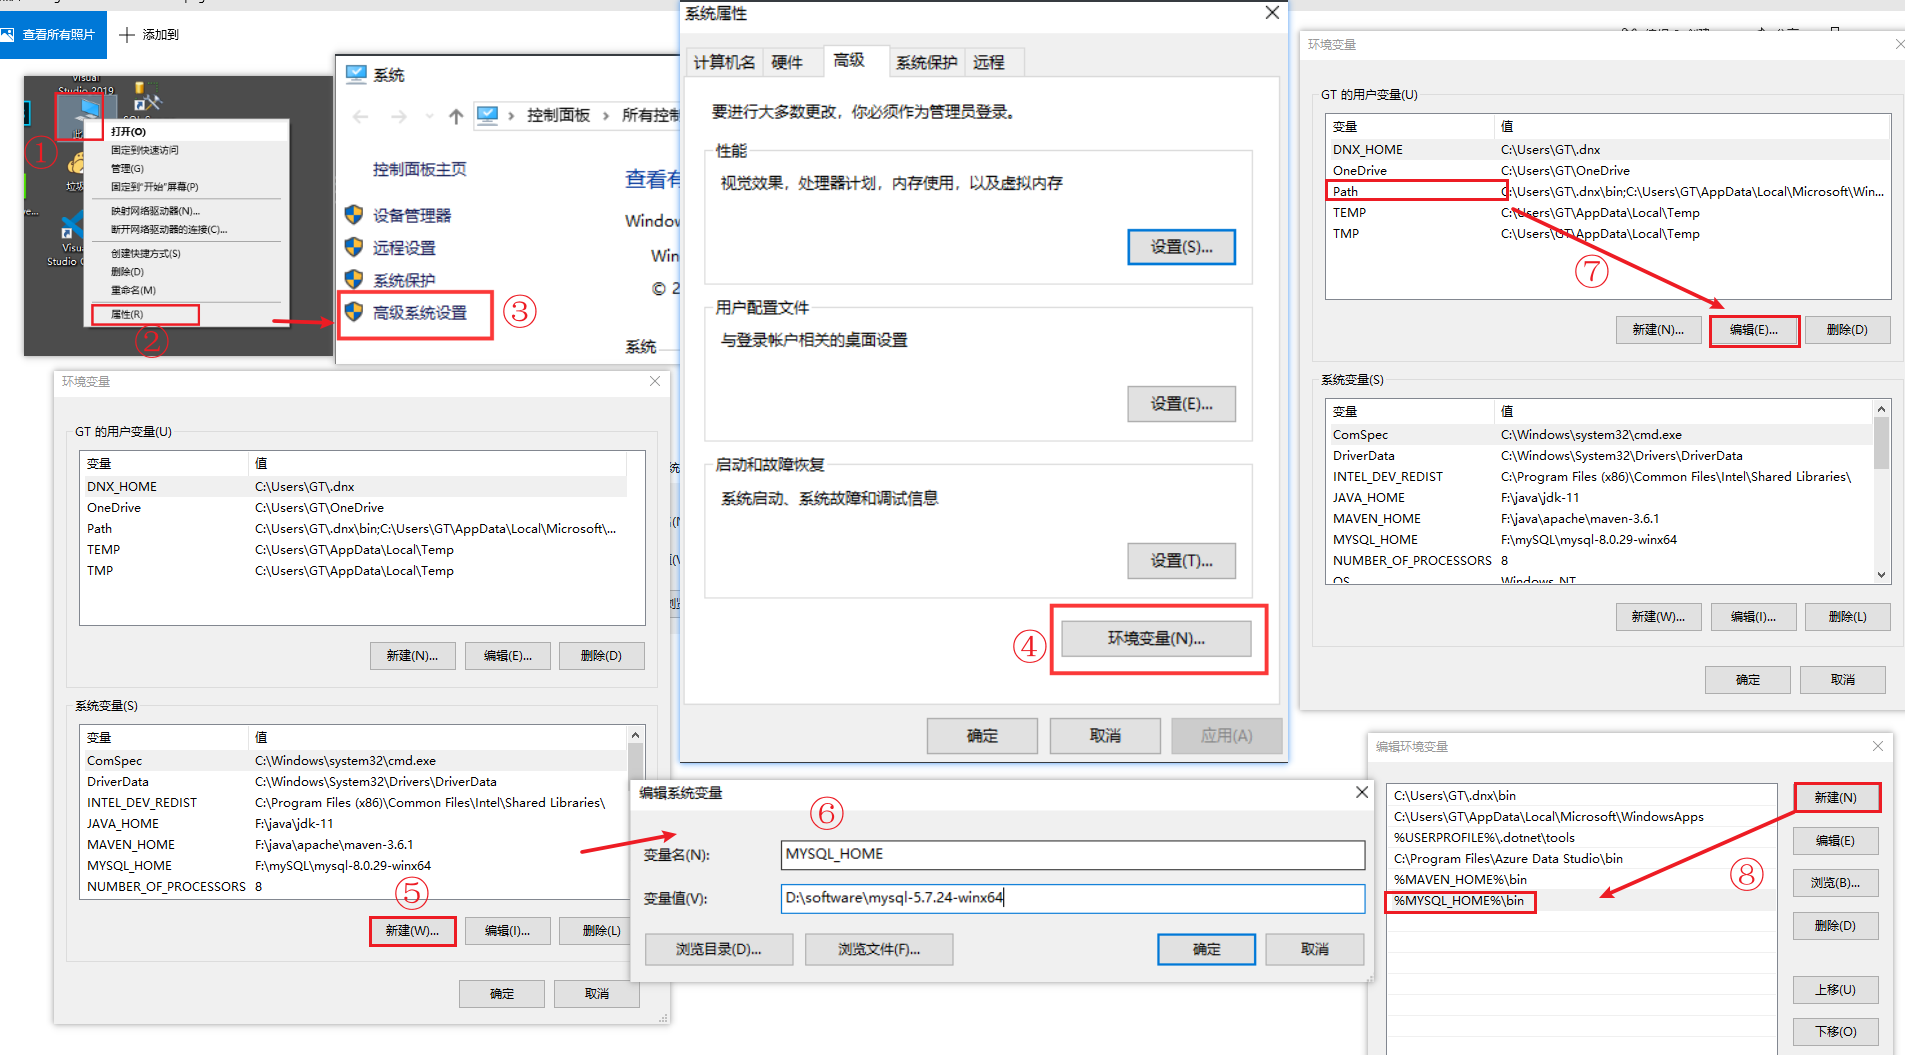 查看所有照片
添加到
Visual
Studio 2019
打开(O)
固定到快速访问
管理(G)
固定到"开始"屏幕(P)
映射网络驱动器(N)...
断开网络驱动器的连接(C)...
创建快捷方式(S)
删除(D)
重命名(M)
属性(R)
①
②
垃圾
Visua
Studio C
系统
控制面板
所有控制
控制面板主页
查看有
设备管理器
Window
远程设置
Win
系统保护
© 2
高级系统设置
③
系统
系统属性
计算机名
硬件
高级
系统保护
远程
要进行大多数更改，你必须作为管理员登录。
性能
视觉效果，处理器计划，内存使用，以及虚拟内存
设置(S)...
用户配置文件
与登录帐户相关的桌面设置
设置(E)...
启动和故障恢复
系统启动、系统故障和调试信息
设置(T)...
④
环境变量(N)...
确定
取消
应用(A)
环境变量
GT 的用户变量(U)
变量 值
DNX_HOME C:\Users\GT\.dnx
OneDrive C:\Users\GT\OneDrive
Path C:\Users\GT\.dnx\bin;C:\Users\GT\AppData\Local\Microsoft\...
TEMP C:\Users\GT\AppData\Local\Temp
TMP C:\Users\GT\AppData\Local\Temp
新建(N)...
编辑(E)...
删除(D)
系统变量(S)
变量 值
ComSpec C:\Windows\system32\cmd.exe
DriverData C:\Windows\System32\Drivers\DriverData
INTEL_DEV_REDIST C:\Program Files (x86)\Common Files\Intel\Shared Libraries\
JAVA_HOME F:\java\jdk-11
MAVEN_HOME F:\java\apache\maven-3.6.1
MYSQL_HOME F:\mySQL\mysql-8.0.29-winx64
NUMBER_OF_PROCESSORS 8
⑤
新建(W)...
编辑(I)...
删除(L)
确定
取消
编辑系统变量
⑥
变量名(N):
MYSQL_HOME
变量值(V):
D:\software\mysql-5.7.24-winx64
浏览目录(D)...
浏览文件(F)...
确定
取消
环境变量
GT 的用户变量(U)
变量 值
DNX_HOME C:\Users\GT\.dnx
OneDrive C:\Users\GT\OneDrive
Path C:\Users\GT\.dnx\bin;C:\Users\GT\AppData\Local\Microsoft\Win...
TEMP C:\Users\GT\AppData\Local\Temp
TMP C:\Users\GT\AppData\Local\Temp
⑦
新建(N)...
编辑(E)...
删除(D)
系统变量(S)
变量 值
ComSpec C:\Windows\system32\cmd.exe
DriverData C:\Windows\System32\Drivers\DriverData
INTEL_DEV_REDIST C:\Program Files (x86)\Common Files\Intel\Shared Libraries\
JAVA_HOME F:\java\jdk-11
MAVEN_HOME F:\java\apache\maven-3.6.1
MYSQL_HOME F:\mySQL\mysql-8.0.29-winx64
NUMBER_OF_PROCESSORS 8
OS Windows_NT
新建(W)...
编辑(I)...
删除(L)
确定
取消
编辑环境变量
C:\Users\GT\.dnx\bin
C:\Users\GT\AppData\Local\Microsoft\WindowsApps
%USERPROFILE%\.dotnet\tools
C:\Program Files\Azure Data Studio\bin
%MAVEN_HOME%\bin
%MYSQL_HOME%\bin
⑧
新建(N)
编辑(E)
浏览(B)...
删除(D)
上移(U)
下移(O)